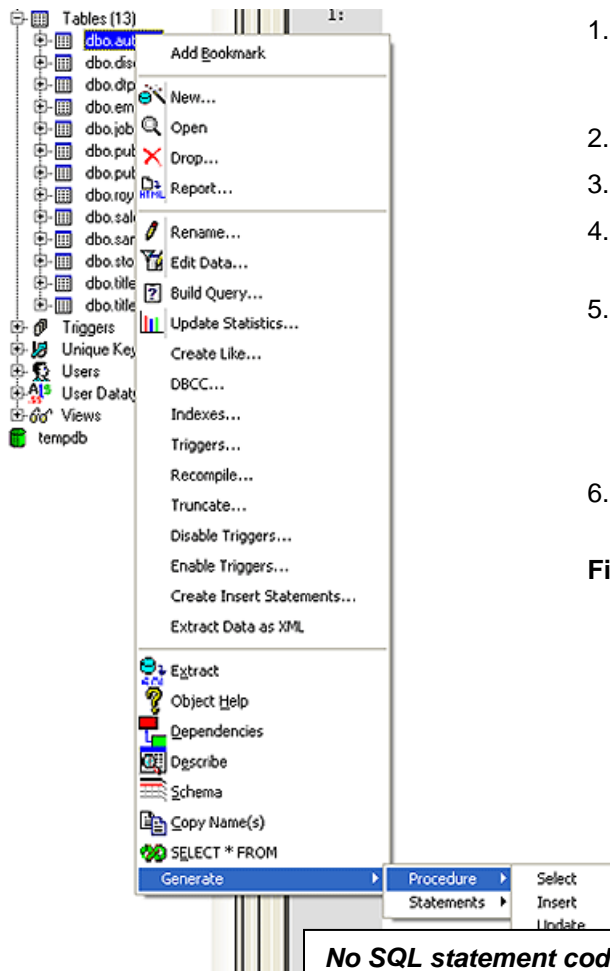 Tables (13)
1:
1.
dbo.aut
dbo.disc
dbo.dtp
dbo.em
dbo.job
dbo.pub
dbo.pub
dbo.roy
dbo.sale
dbo.san
dbo.sto
dbo.title
dbo.title
Triggers
Unique Key
Users
User Dataty
Views
tempdb
Add Bookmark
New...
Open
Drop...
Report...
Rename...
Edit Data...
Build Query...
Update Statistics...
Create Like...
DBCC...
Indexes...
Triggers...
Recompile...
Truncate...
Disable Triggers...
Enable Triggers...
Create Insert Statements...
Extract Data as XML
Extract
Object Help
Dependencies
Describe
Schema
Copy Name(s)
SELECT * FROM
Generate
Procedure
Statements
Select
Insert
Update
2.
3.
4.
5.
6.
Fi
No SQL statement cod